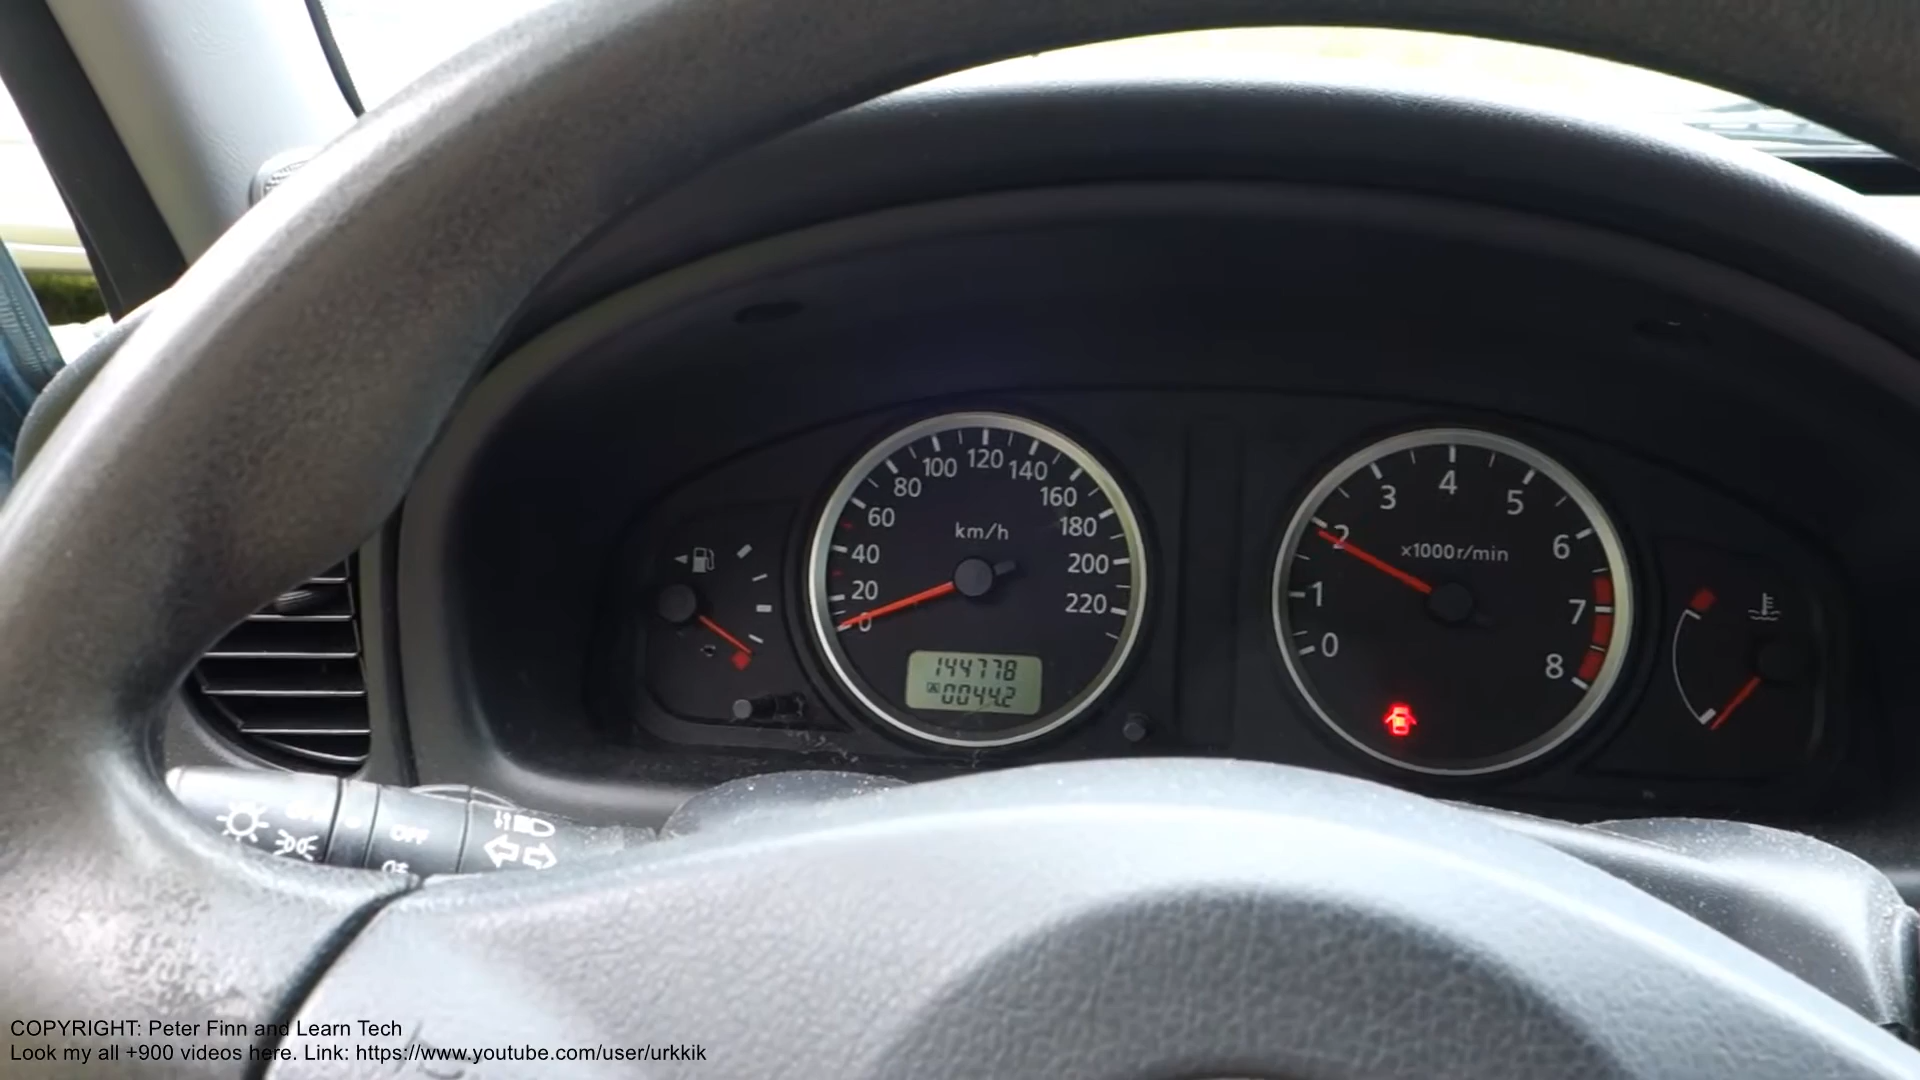 100 120 140
80 160
60 180
40 200
20 220
0
km/h
144778
A 0044.2
4
3 5
2 6
1 7
0 8
x1000r/min
OFF
COPYRIGHT: Peter Finn and Learn Tech
Look my all +900 videos here. Link: https://www.youtube.com/user/urkkik